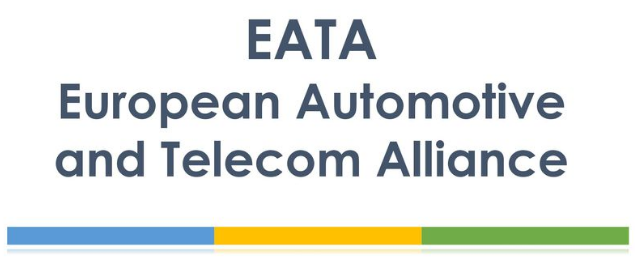 EATA
European Automotive
and Telecom Alliance